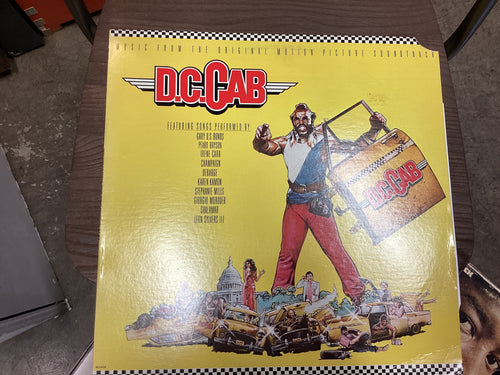 MUSIC FROM THE ORIGINAL MOTION PICTURE SOUNDTRACK
D.C.CAB
FEATURING SONGS PERFORMED BY:
GARY U.S. BONDS
PEABO BRYSON
IRENE CARA
CHAMPAIGN
DEBARGE
KAREN KAMON
STEPHANIE MILLS
GIORGIO MORODER
SHALAMAR
LEON SYLVERS III
D.C.CAB